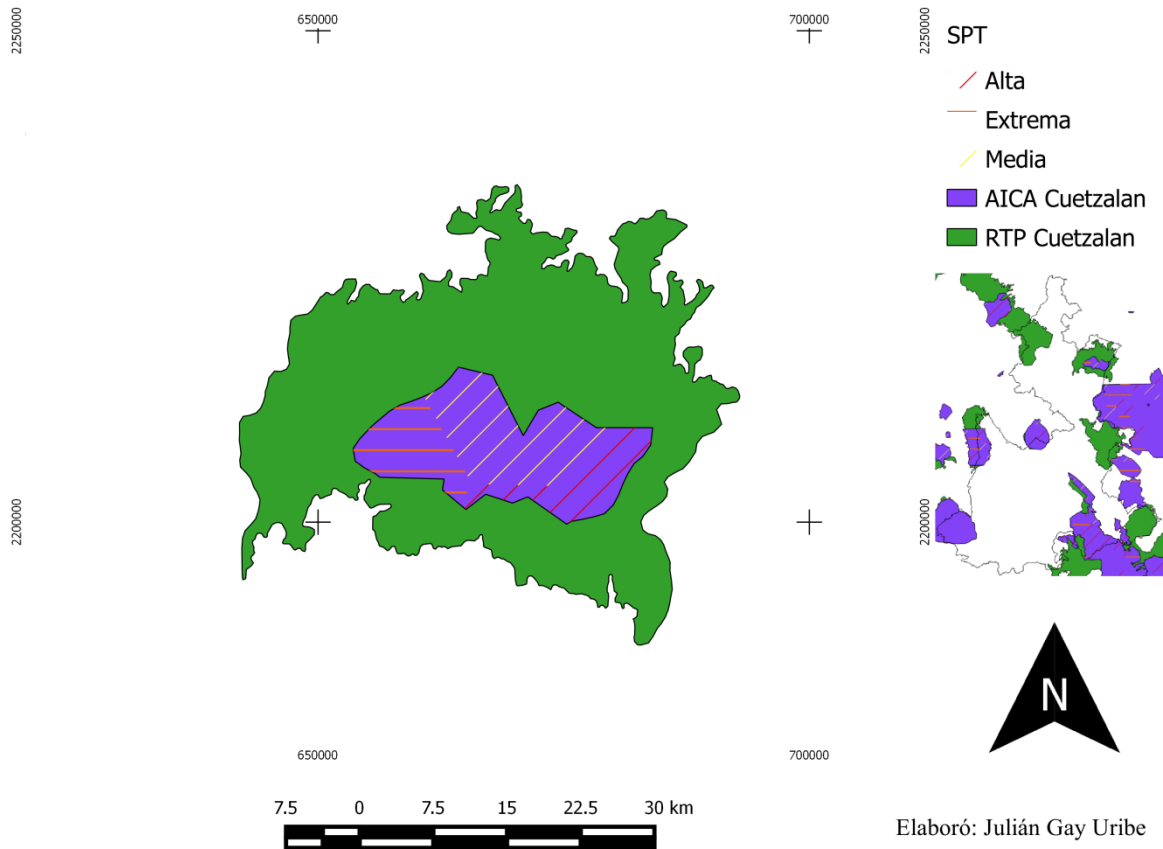 650000
700000
2250000
2250000
SPT
Alta
Extrema
Media
AICA Cuetzalan
RTP Cuetzalan
2200000
2200000
N
650000
700000
7.5 0 7.5 15 22.5 30 km
Elaboró: Julián Gay Uribe